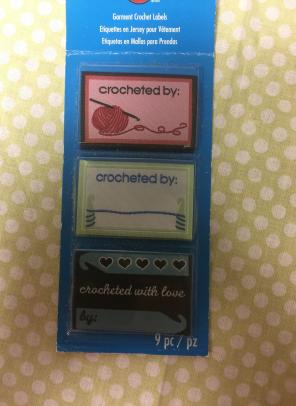 Garment Crochet Labels
Etiquettes en Jersey pour Vêtement
Etiquetas en Mallas para Prendas
crocheted by:
crocheted by:
crocheted with love
by:
9 pc / pz